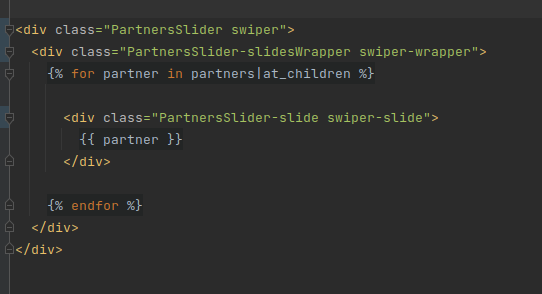 <div class="PartnersSlider swiper">
<div class="PartnersSlider-slidesWrapper swiper-wrapper">
{% for partner in partners|at_children %}
<div class="PartnersSlider-slide swiper-slide">
{{ partner }}
</div>
{% endfor %}
</div>
</div>